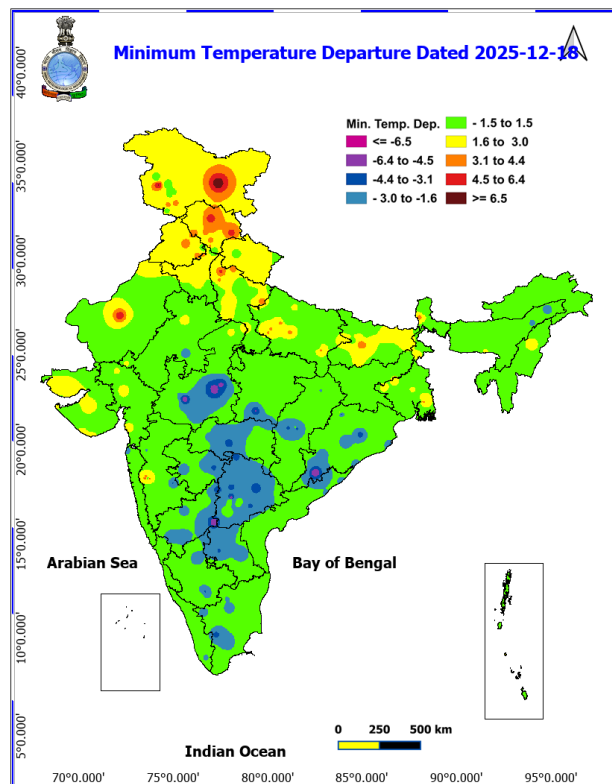 Minimum Temperature Departure Dated 2025-12-18
Min. Temp. Dep.
<= -6.5
-6.4 to -4.5
-4.4 to -3.1
- 3.0 to -1.6
- 1.5 to 1.5
1.6 to 3.0
3.1 to 4.4
4.5 to 6.4
>= 6.5
40°0.000'
35°0.000'
30°0.000'
25°0.000'
20°0.000'
15°0.000'
10°0.000'
5°0.000'
Arabian Sea
Bay of Bengal
0 250 500 km
Indian Ocean
70°0.000' 75°0.000' 80°0.000' 85°0.000' 90°0.000' 95°0.000'